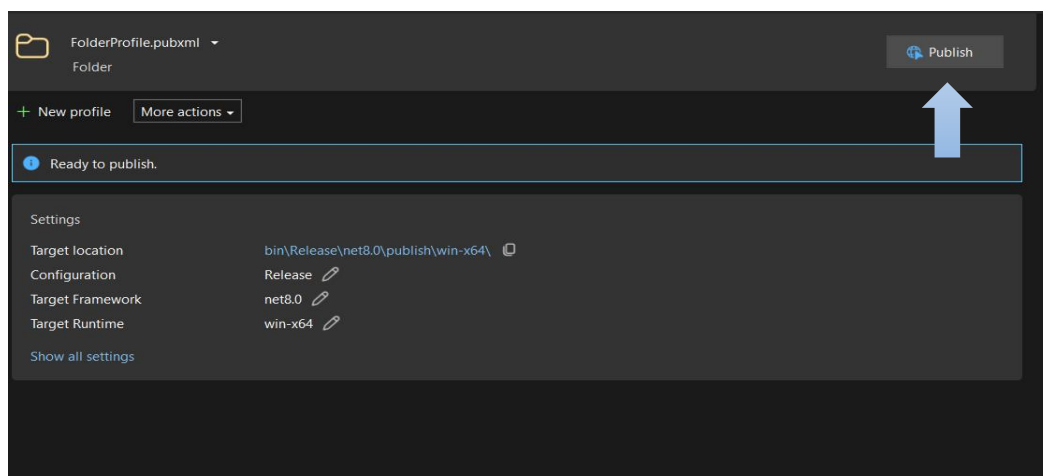 FolderProfile.pubxml
Folder
Publish
New profile
More actions
Ready to publish.
Settings
Target location bin\Release\net8.0\publish\win-x64\
Configuration Release
Target Framework net8.0
Target Runtime win-x64
Show all settings